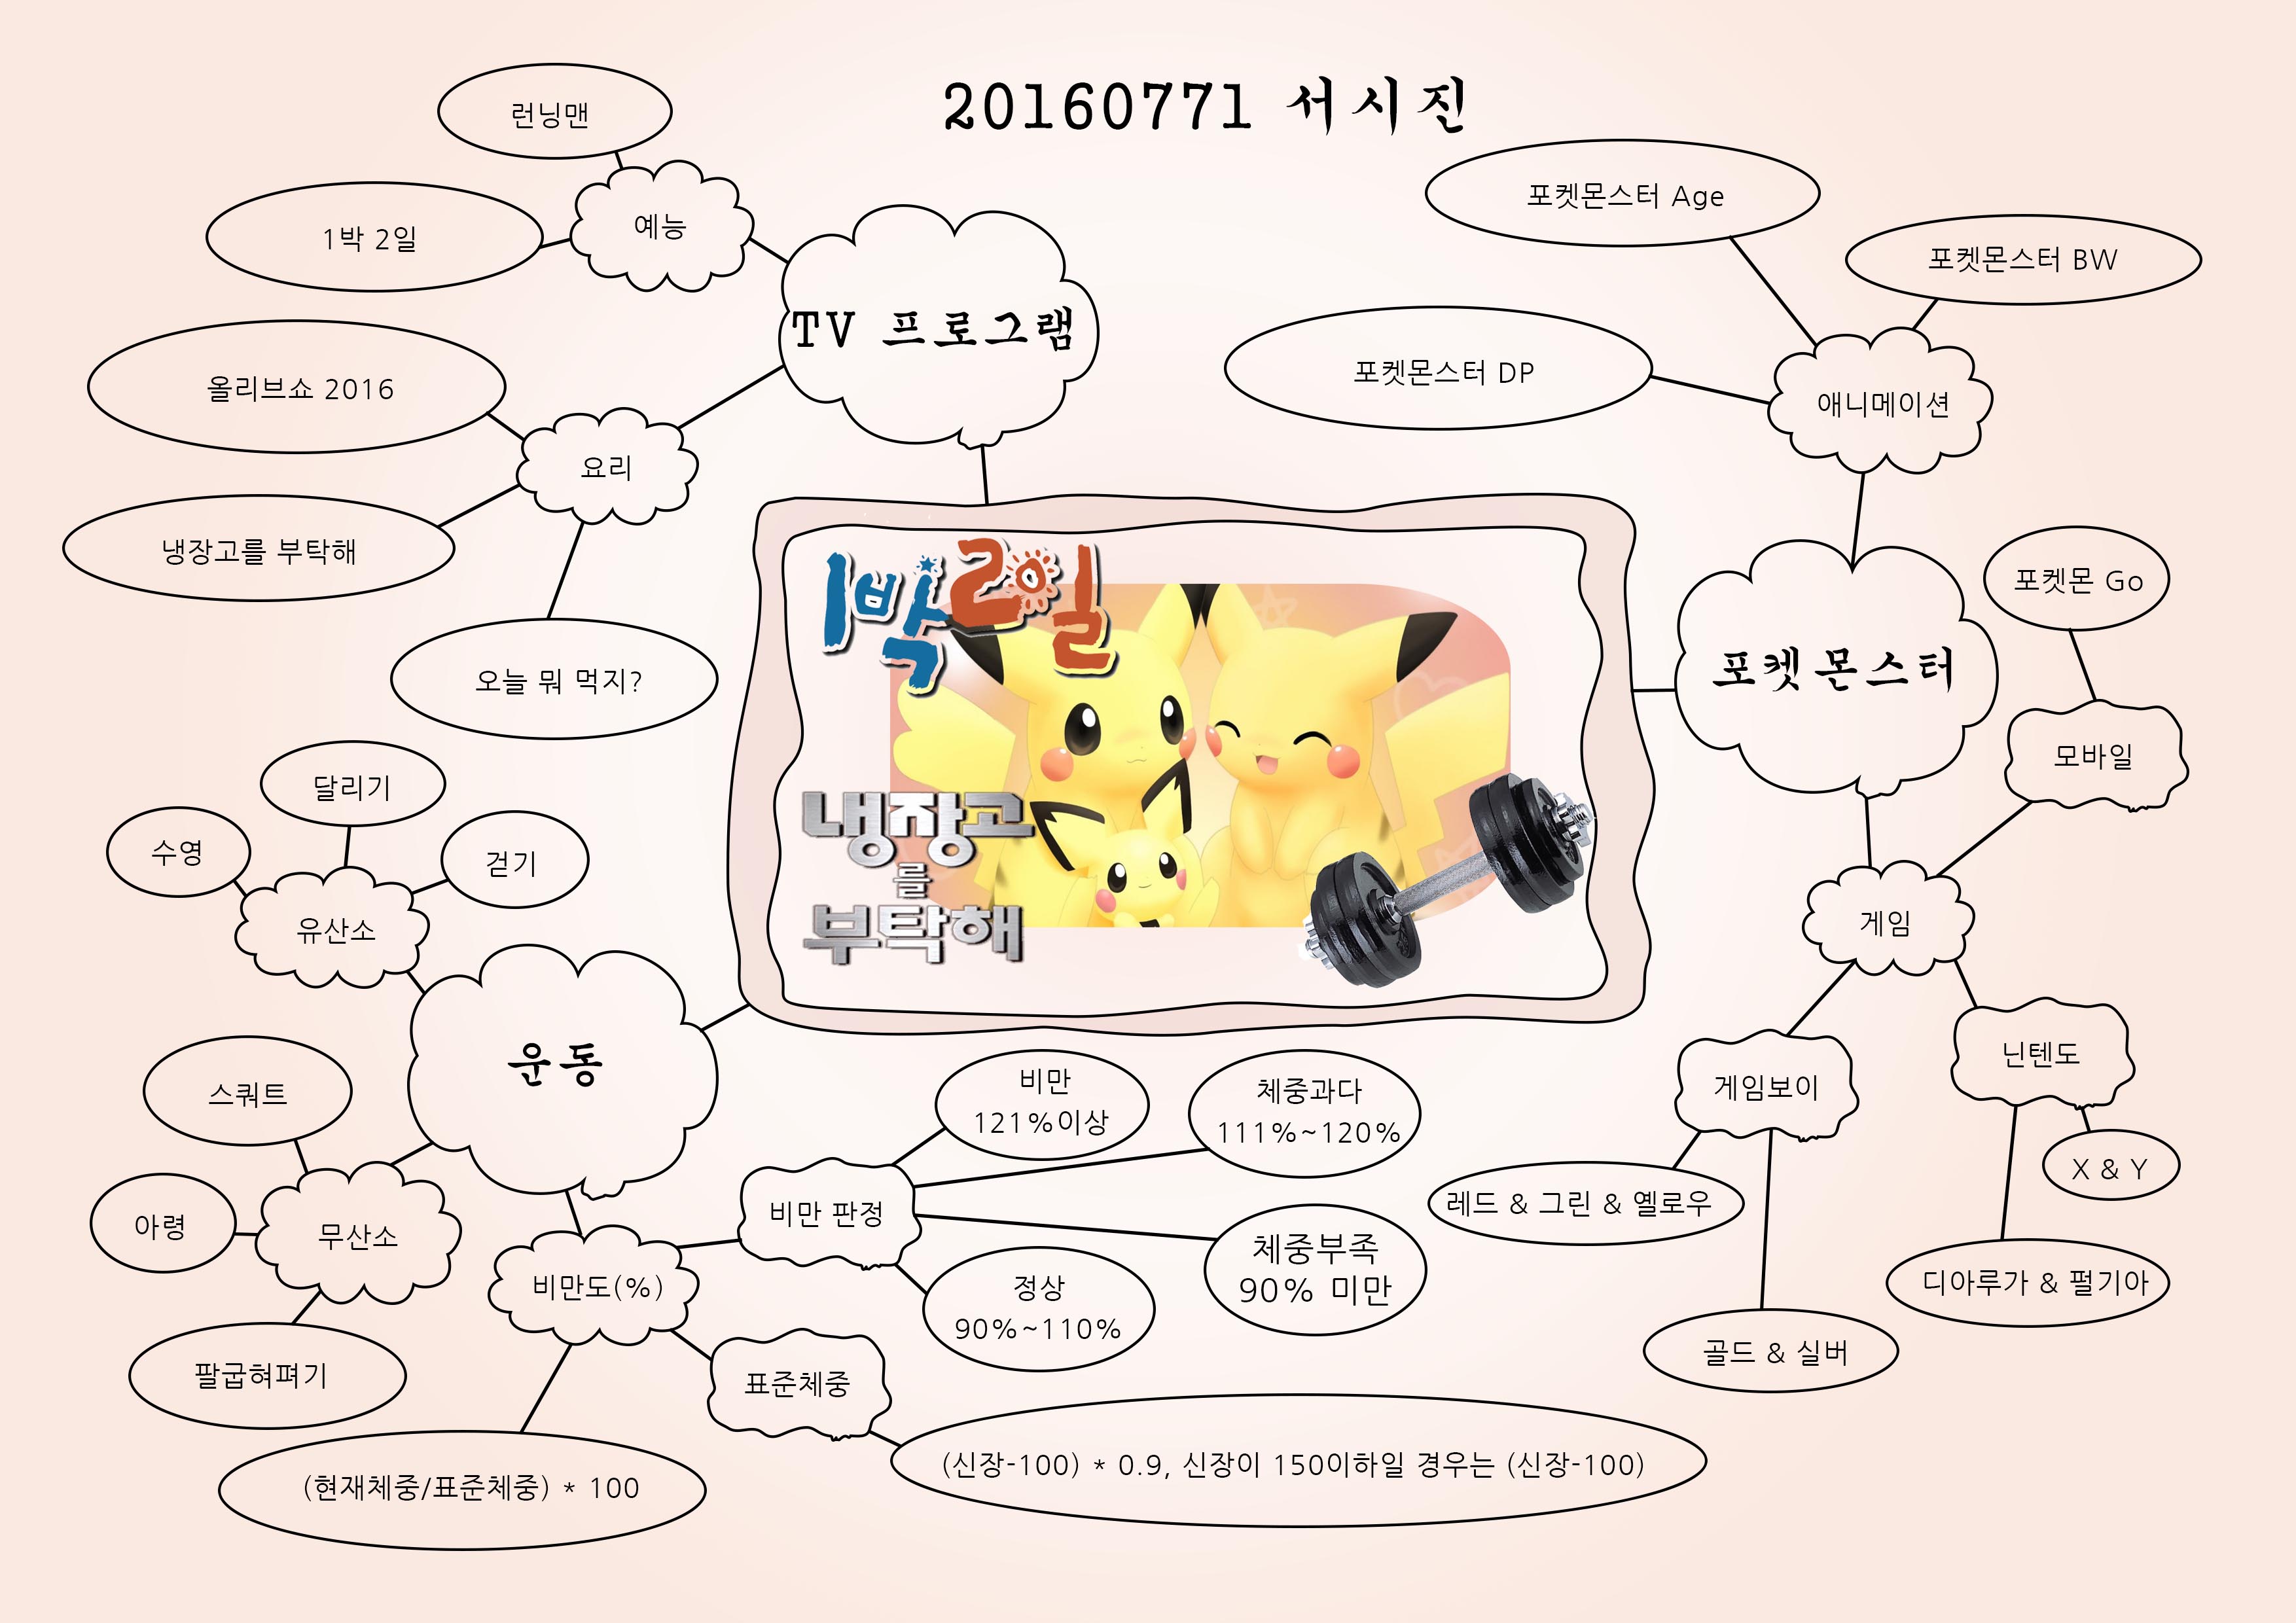 20160771 서시진
TV 프로그램
예능
런닝맨
1박 2일
요리
올리브쇼 2016
냉장고를 부탁해
오늘 뭐 먹지?
포켓몬스터
애니메이션
포켓몬스터 Age
포켓몬스터 BW
포켓몬스터 DP
게임
모바일
포켓몬 Go
게임보이
레드 & 그린 & 옐로우
골드 & 실버
닌텐도
X & Y
디아루가 & 펄기아
1박2일
냉장고
를
부탁해
운동
유산소
수영
달리기
걷기
무산소
스쿼트
아령
팔굽혀펴기
비만도(%)
(현재체중/표준체중) * 100
비만 판정
비만
121%이상
체중과다
111%~120%
체중부족
90% 미만
정상
90%~110%
표준체중
(신장-100) * 0.9, 신장이 150이하일 경우는 (신장-100)